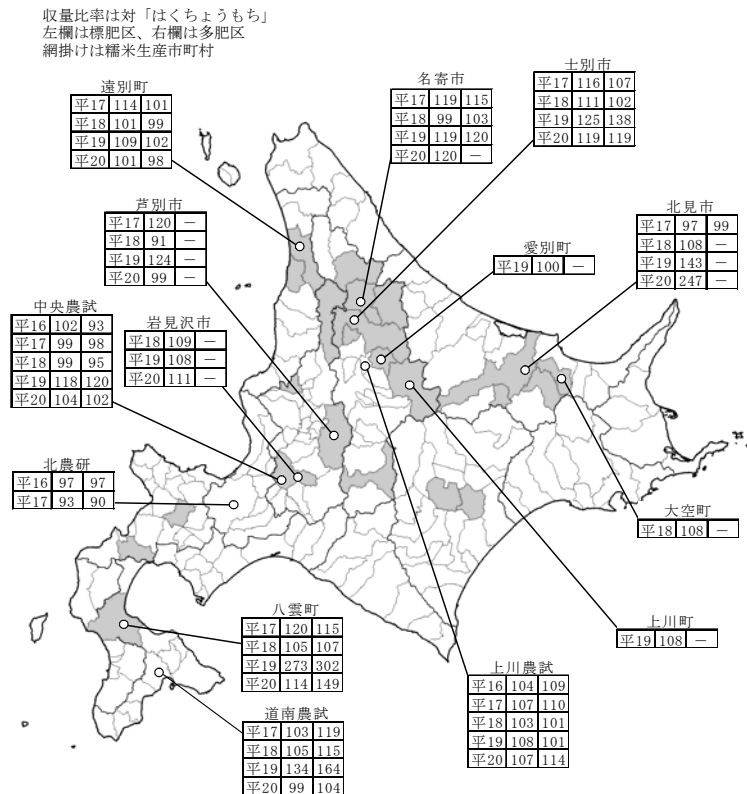 収量比率は対「はくちょうもち」
左欄は標肥区、右欄は多肥区
網掛けは糯米生産市町村
遠別町
平17 114 101
平18 101 99
平19 109 102
平20 101 98
名寄市
平17 119 115
平18 99 103
平19 119 120
平20 120 −
士別市
平17 116 107
平18 111 102
平19 125 138
平20 119 119
芦別市
平17 120 −
平18 91 −
平19 124 −
平20 99 −
愛別町
平19 100 −
北見市
平17 97 99
平18 108 −
平19 143 −
平20 247 −
中央農試
平16 102 93
平17 99 98
平18 99 95
平19 118 120
平20 104 102
岩見沢市
平18 109 −
平19 108 −
平20 111 −
北農研
平16 97 97
平17 93 90
大空町
平18 108 −
八雲町
平17 120 115
平18 105 107
平19 273 302
平20 114 149
上川町
平19 108 −
上川農試
平16 104 109
平17 107 110
平18 103 101
平19 108 101
平20 107 114
道南農試
平17 103 119
平18 105 115
平19 134 164
平20 99 104